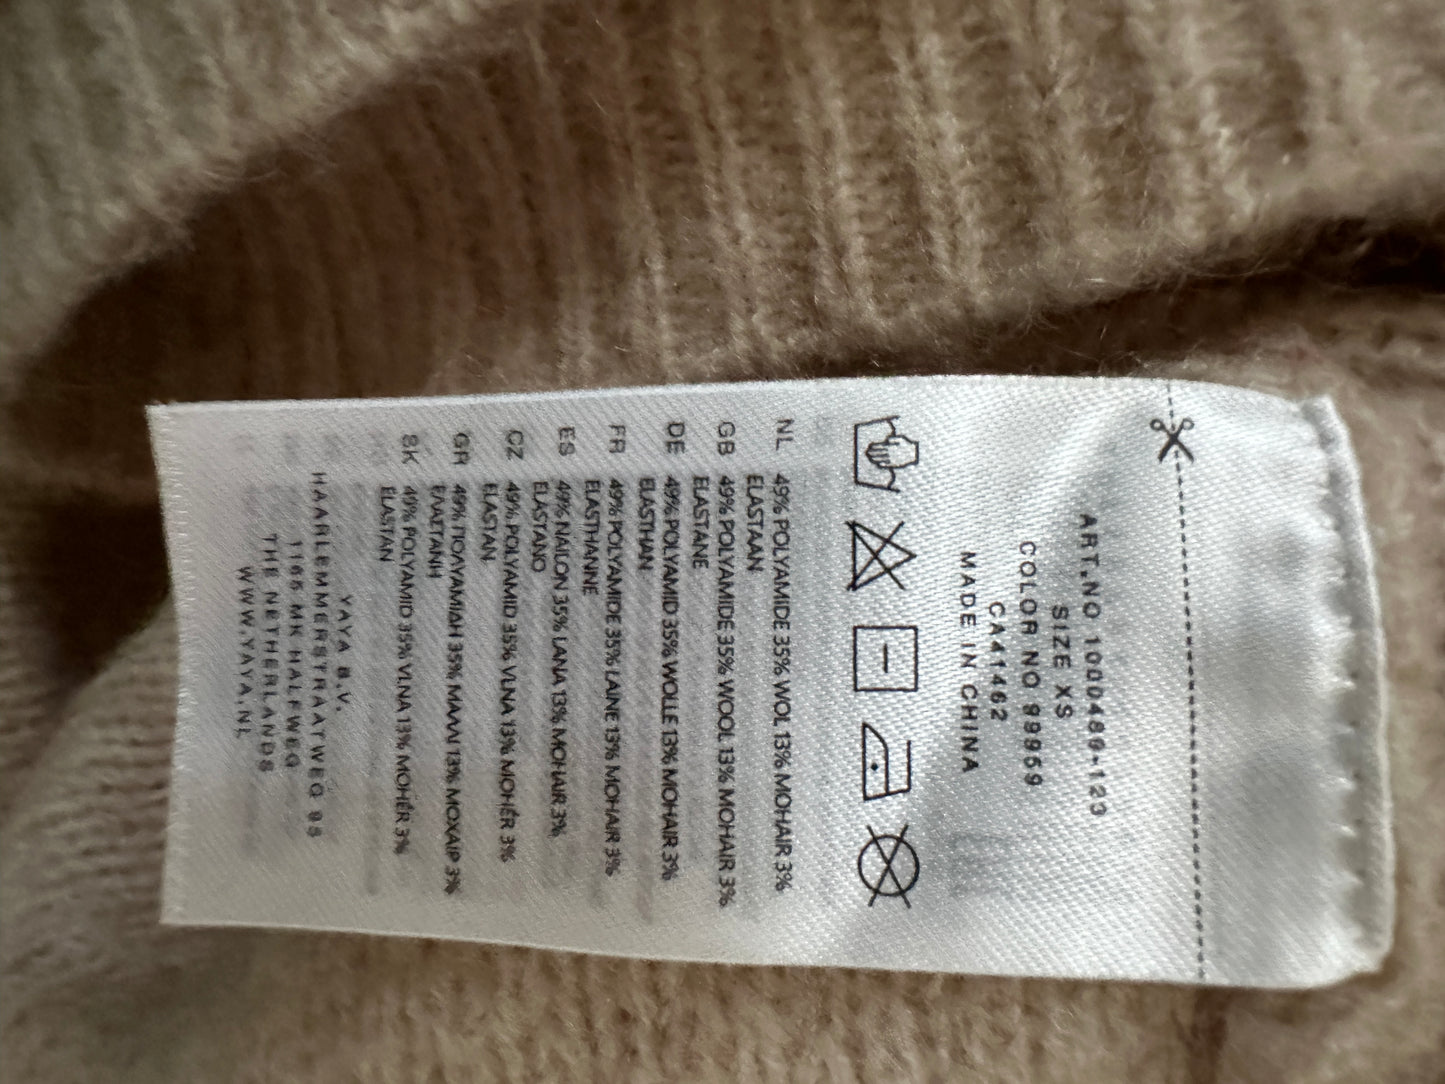 ART.NO 1000489-123
SIZE XS
COLOR NO 99959
CA41462
MADE IN CHINA
NL 49% POLYAMIDE 35% WOL 13% MOHAIR 3%
ELASTAAN
GB 49% POLYAMIDE 35% WOOL 13% MOHAIR 3%
ELASTANE
DE 49% POLYAMID 35% WOLLE 13% MOHAIR 3%
ELASTHAN
FR 49% POLYAMIDE 35% LAINE 13% MOHAIR 3%
ELASTHANNE
ES 49% NAILON 35% LANA 13% MOHAIR 3%
ELASTANO
CZ 49% POLYAMID 35% VLNA 13% MOHÉR 3%
ELASTAN
GR 49% ΠΟΛΥΑΜΙΔΗ 35% ΜΑΛΛΙ 13% ΜΟΧΑΙΡ 3%
ΕΛΑΣΤΑΝΗ
SK 49% POLYAMID 35% VLNA 13% MOHÉR 3%
ELASTAN
YAYA B.V.
HAARLEMMERSTRAATWEG 85
1165 MK HALFWEG
THE NETHERLANDS
WWW.YAYA.NL